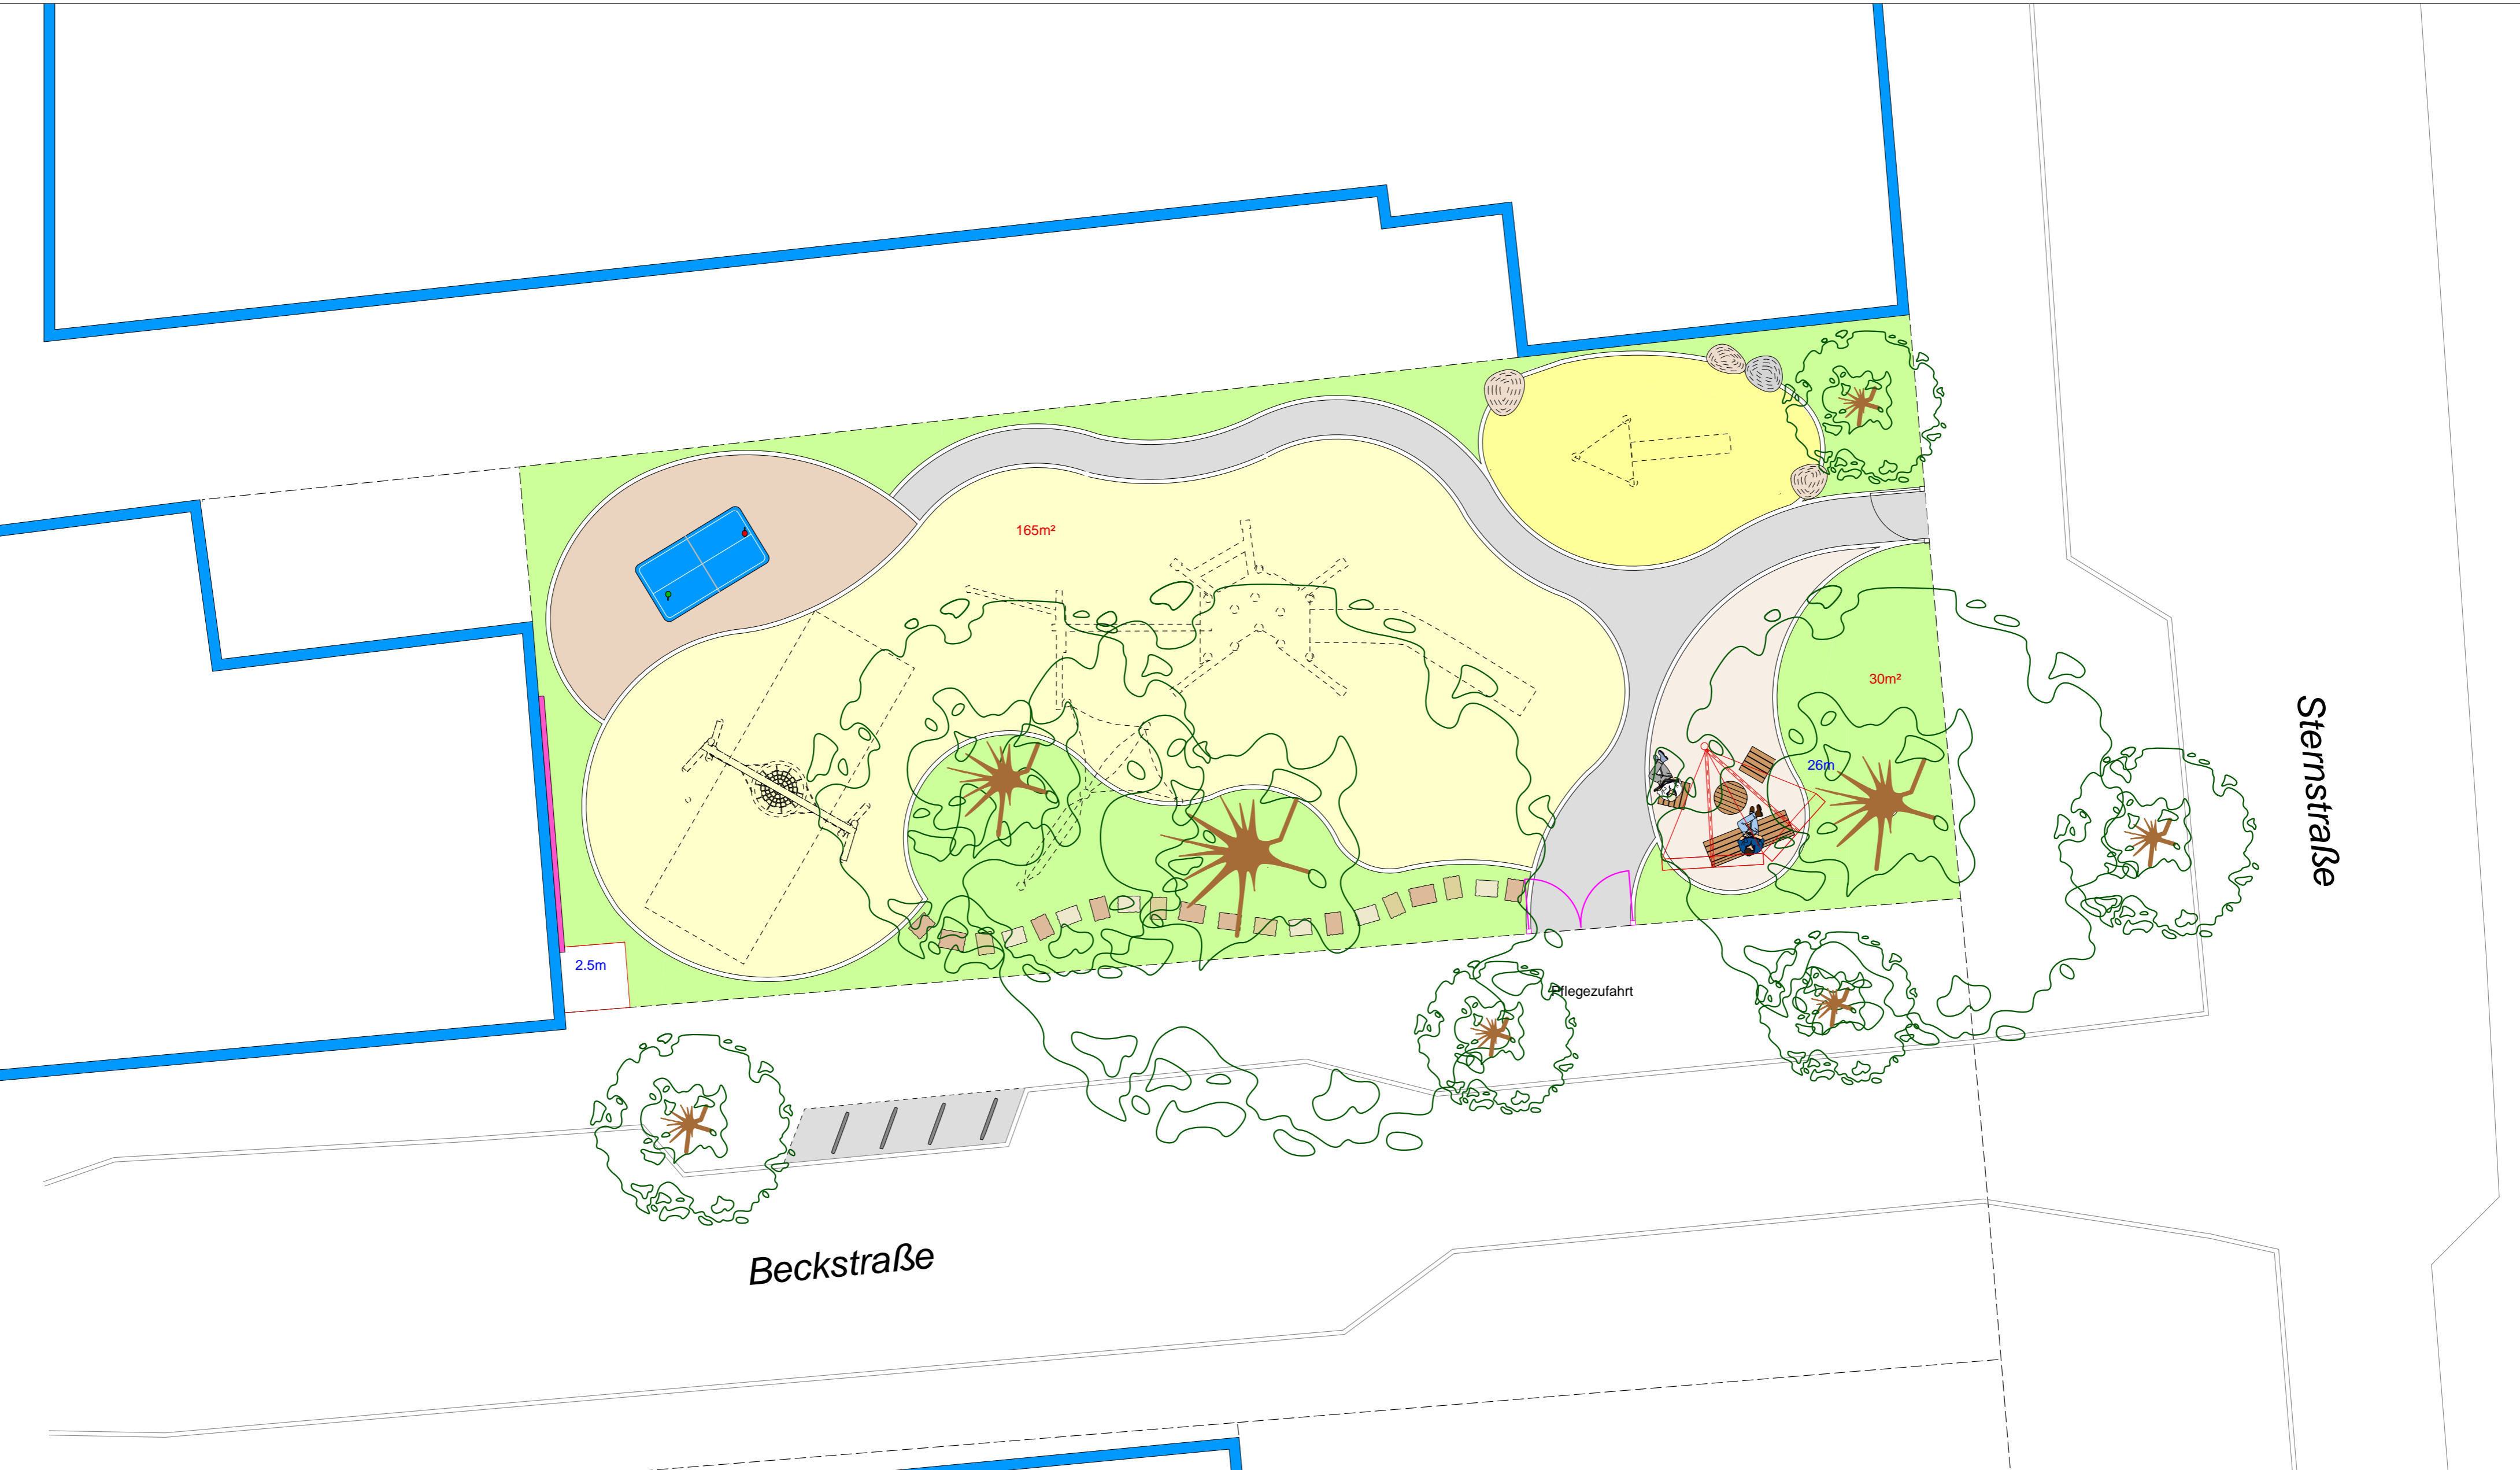 165m²
30m²
26m
Sternstraße
2.5m
Pflegezufahrt
Beckstraße